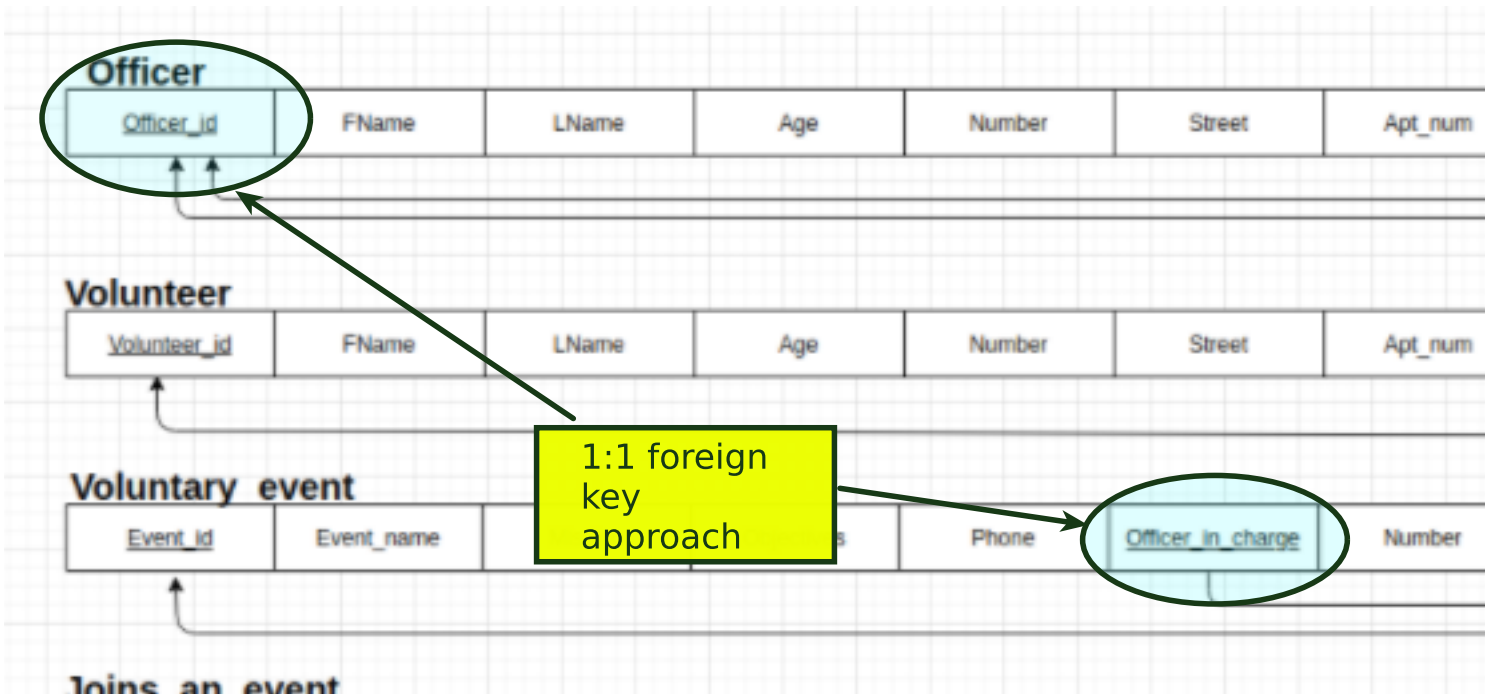 Officer
Officer_id FName LName Age Number Street Apt_num
Volunteer
Volunteer_id FName LName Age Number Street Apt_num
1:1 foreign
key
approach
Voluntary_event
Event_id Event_name Phone Officer_in_charge Number
Joins_an_event